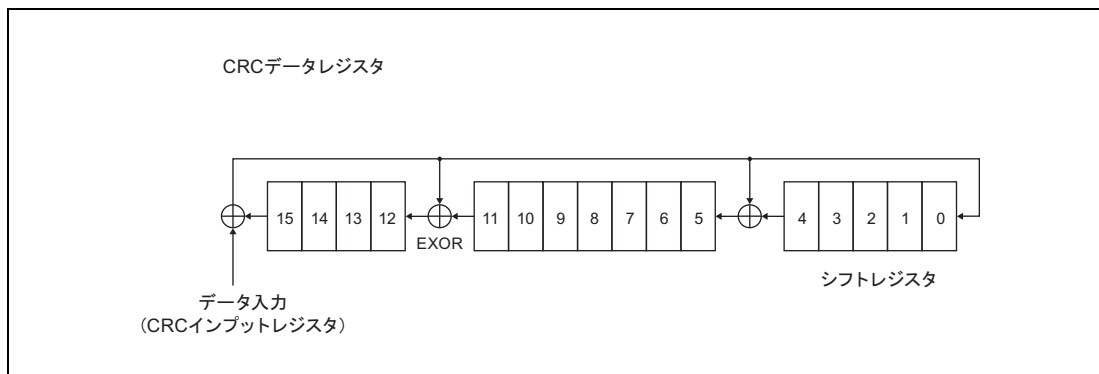 CRCデータレジスタ
15 14 13 12 11 10 9 8 7 6 5 4 3 2 1 0
EXOR
シフトレジスタ
データ入力
（CRCインプットレジスタ）